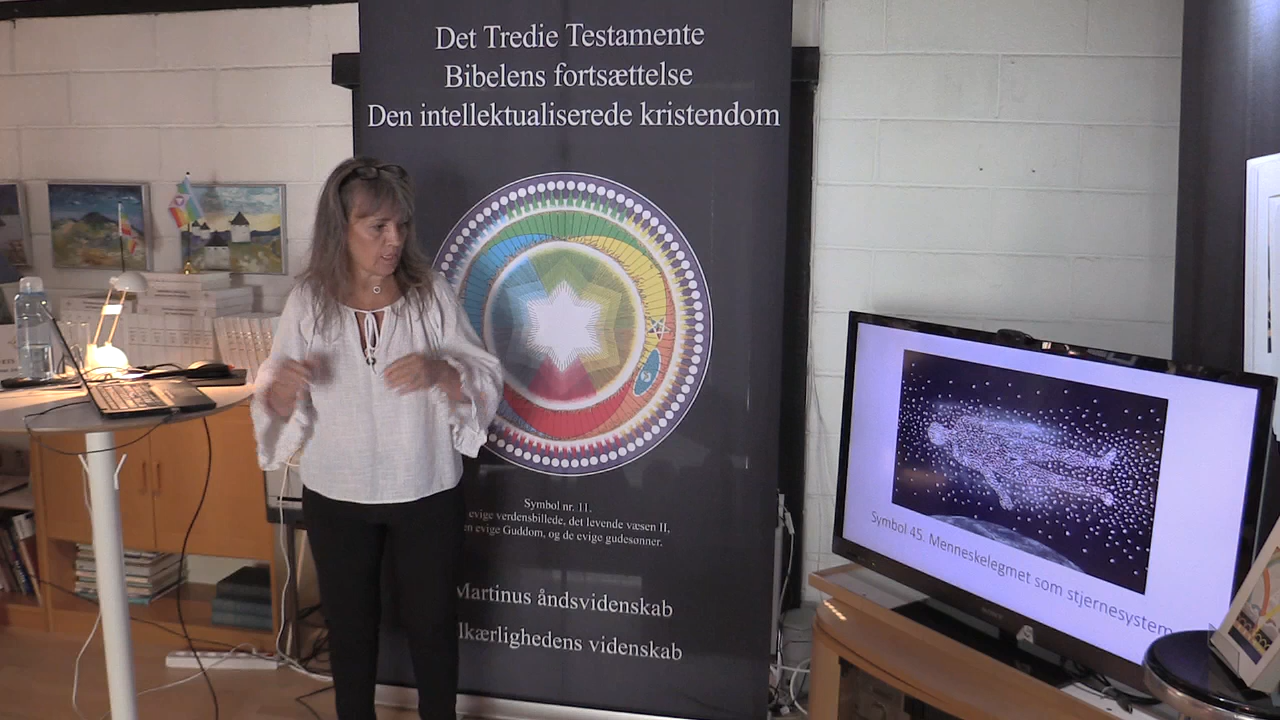 Det Tredie Testamente
Bibelens fortsættelse
Den intellektualiserede kristendom
Symbol nr. 11.
evige verdensbillede, det levende væsen II,
en evige Guddom, og de evige gudesønner.
Martinus åndsvidenskab
lkærlighedens videnskab
Symbol 45. Menneskelegmet som stjernesystem
SONY